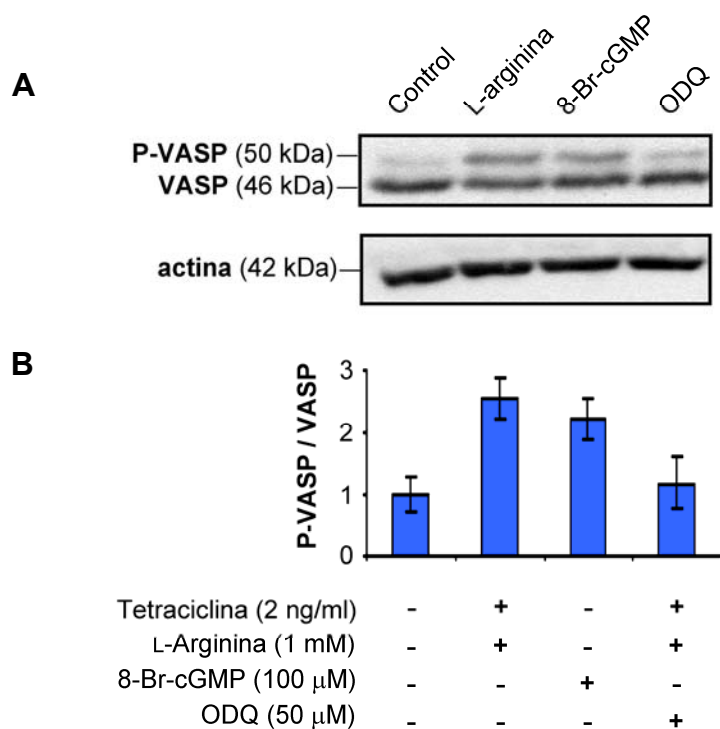 A
Control L-arginina 8-Br-cGMP ODQ
P-VASP (50 kDa)
VASP (46 kDa)
actina (42 kDa)
B
P-VASP / VASP
3
2
1
0
Tetraciclina (2 ng/ml) - + - +
L-Arginina (1 mM) - + - +
8-Br-cGMP (100 μM) - - + -
ODQ (50 μM) - - - +